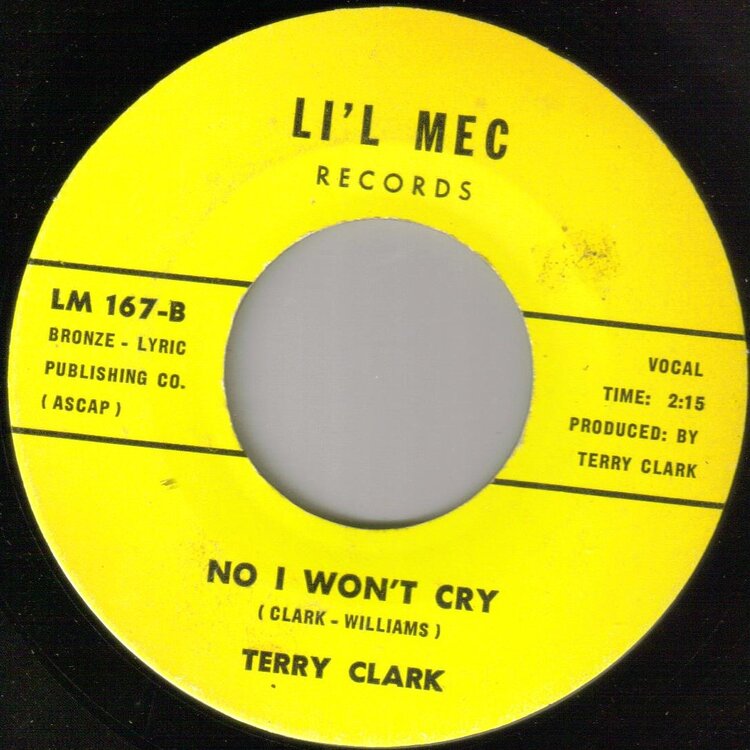 LI'L MEC
RECORDS
LM 167-B
BRONZE - LYRIC
PUBLISHING CO.
( ASCAP )
VOCAL
TIME: 2:15
PRODUCED: BY
TERRY CLARK
NO I WON'T CRY
( CLARK - WILLIAMS )
TERRY CLARK